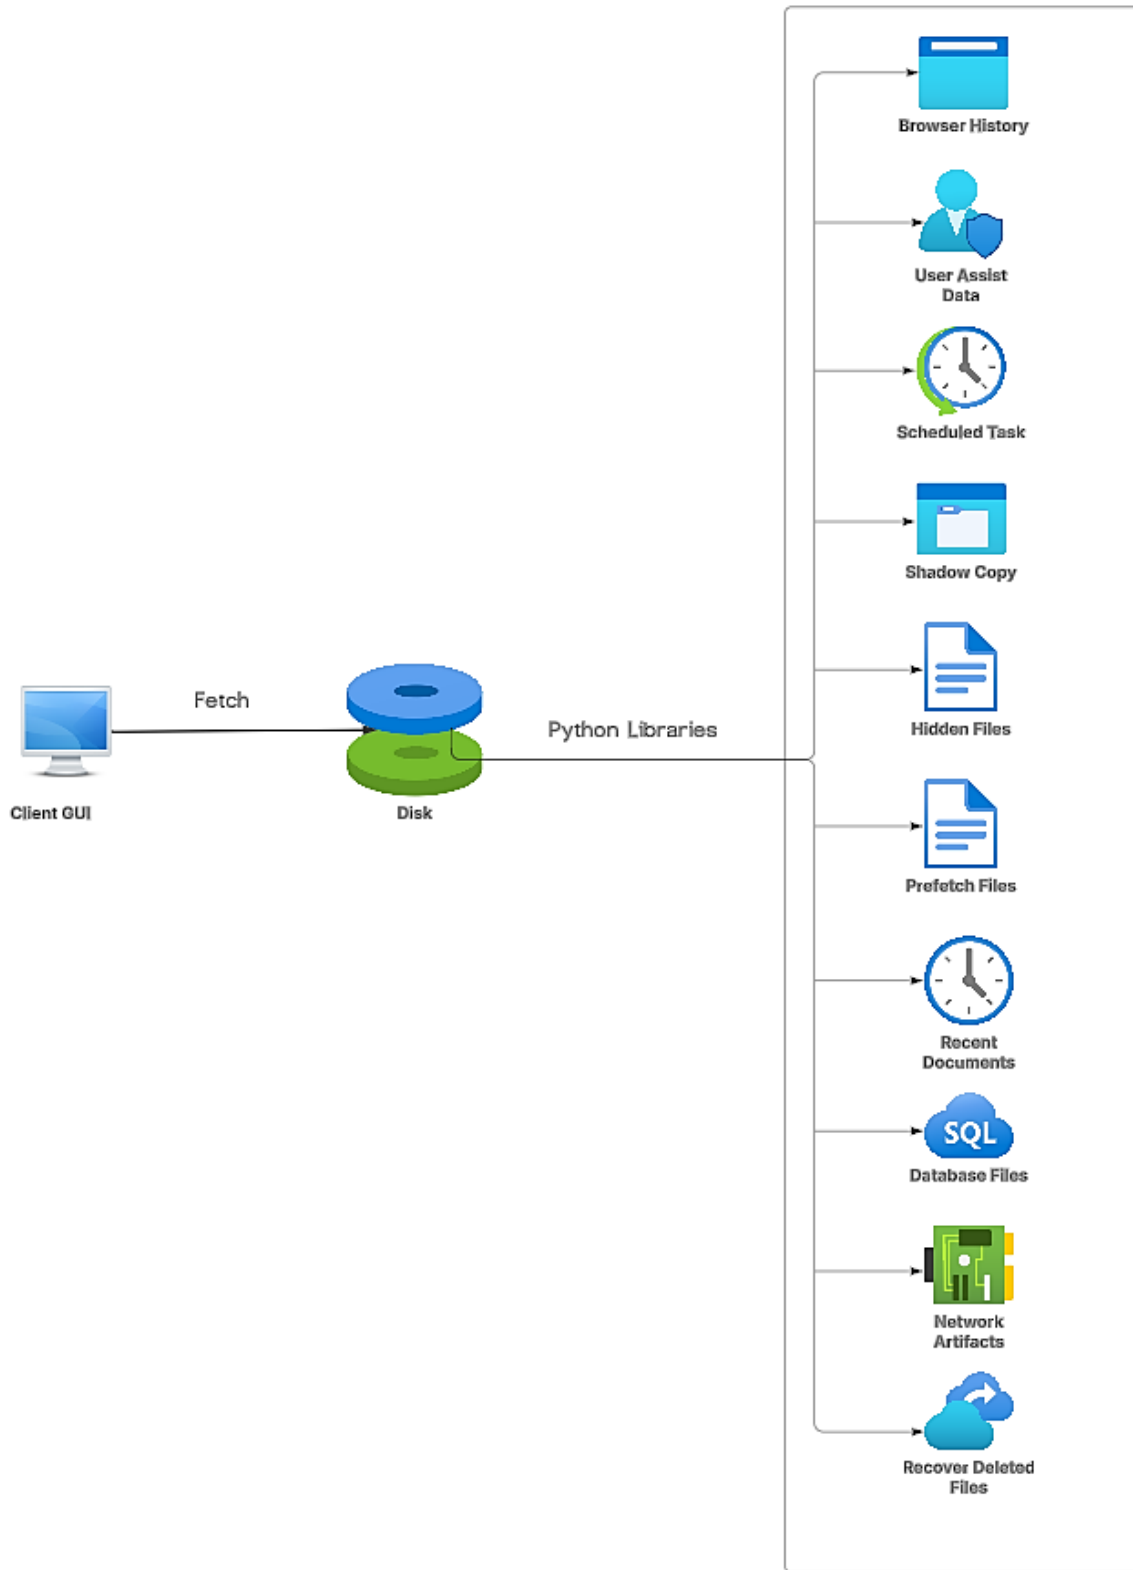 Browser History
User Assist
Data
Scheduled Task
Shadow Copy
Hidden Files
Fetch
Python Libraries
Client GUI
Disk
Prefetch Files
Recent
Documents
SQL
Database Files
Network
Artifacts
Recover Deleted
Files